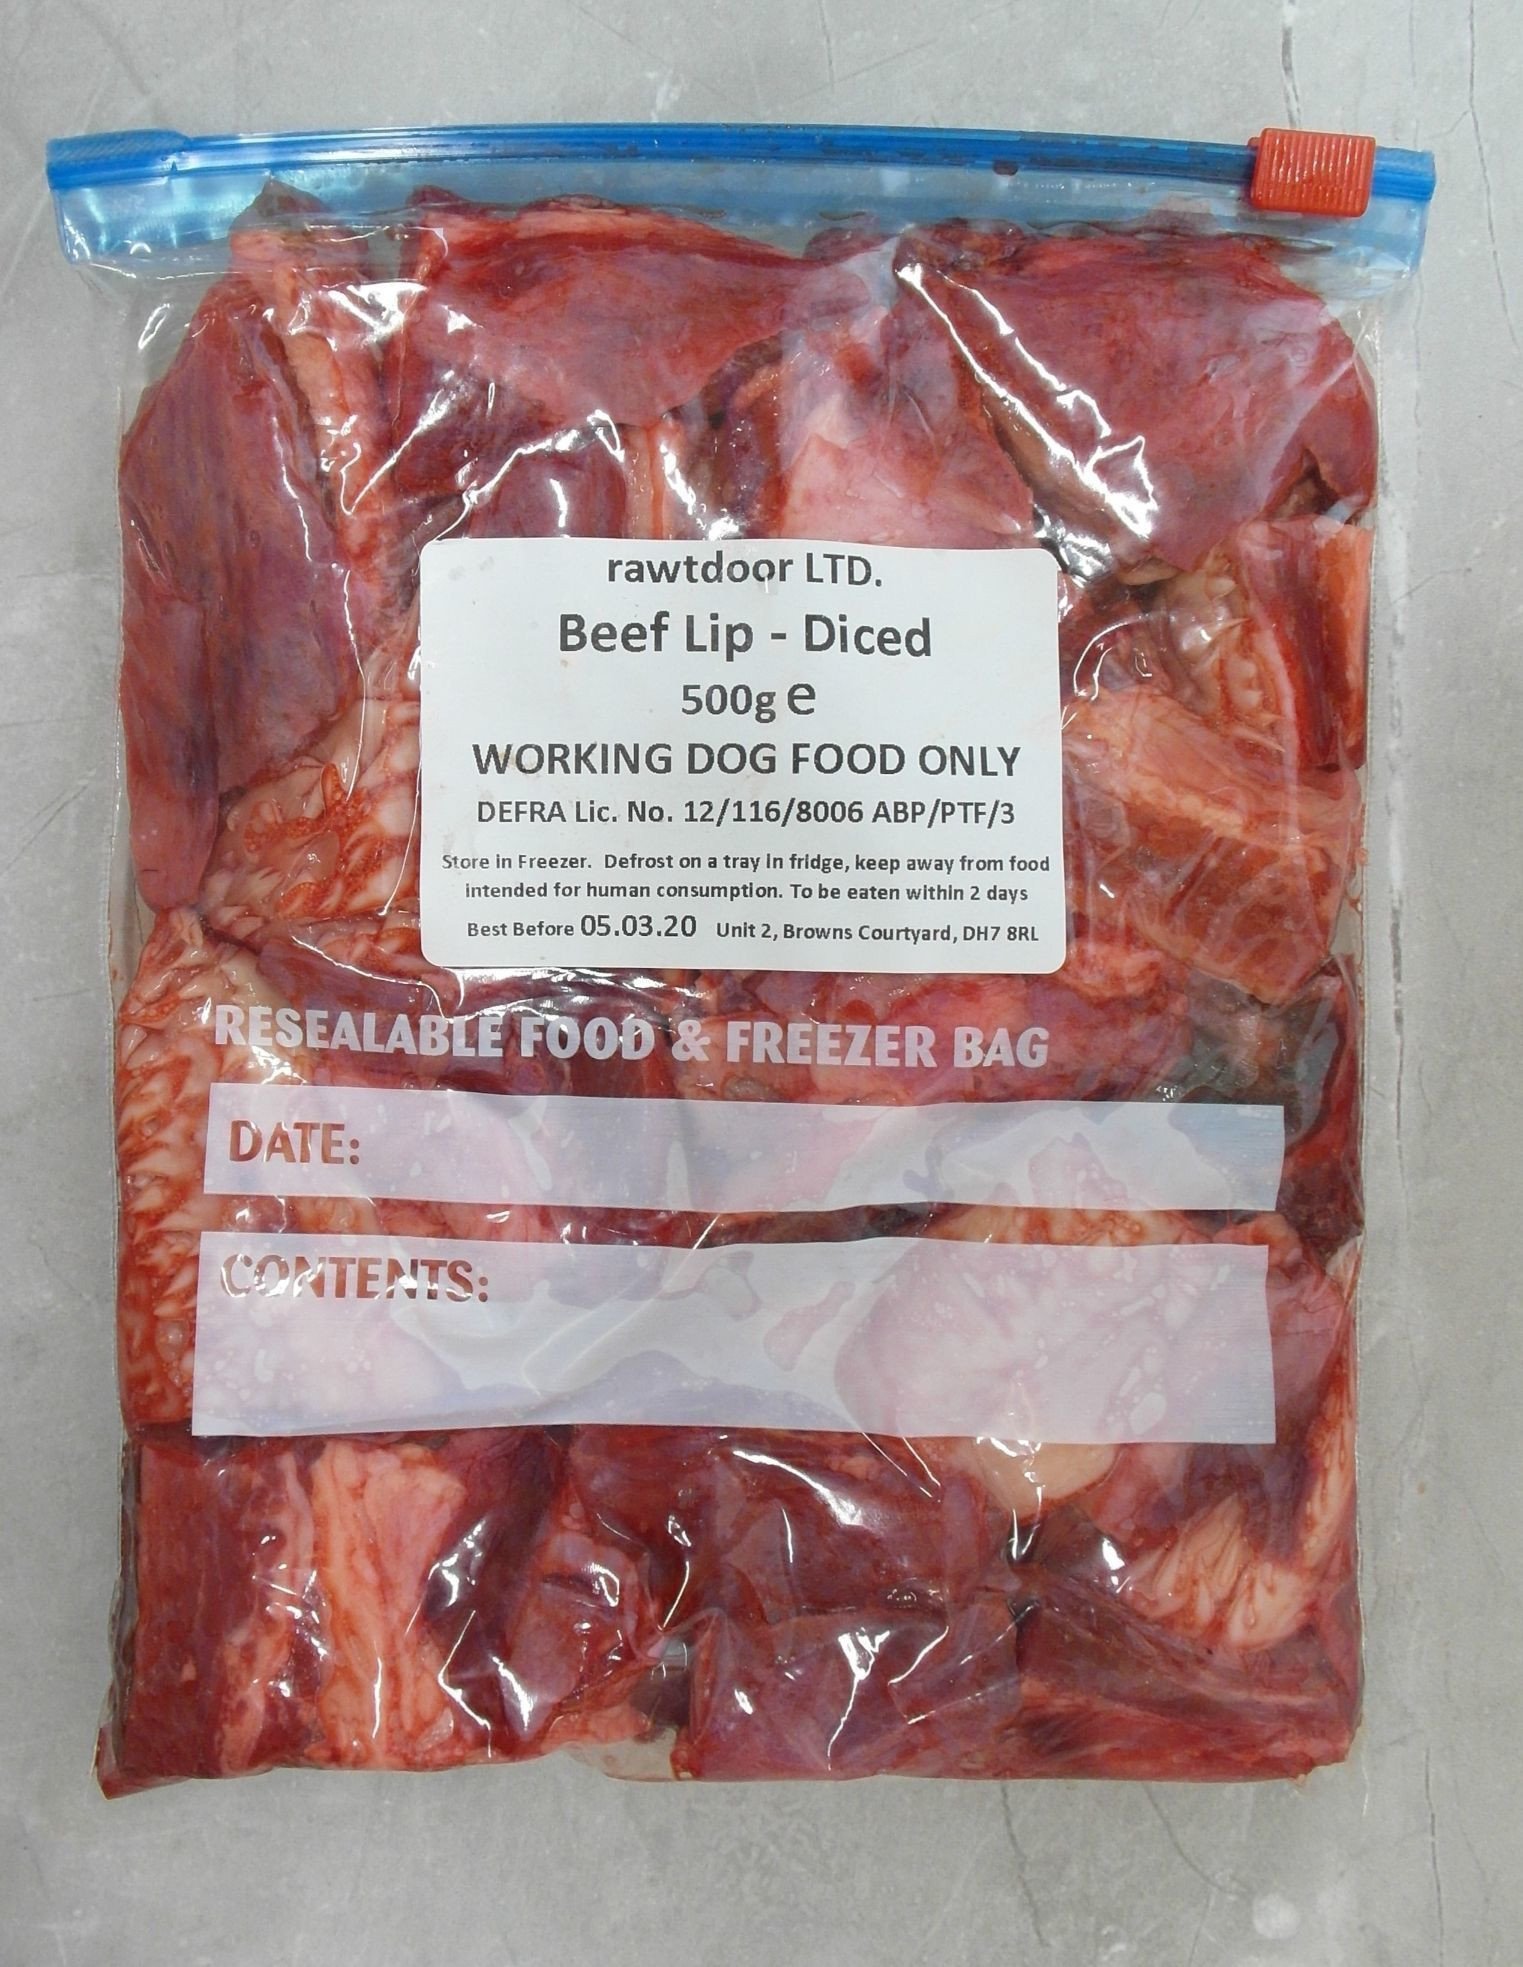 rawtdoor LTD.
Beef Lip - Diced
500g e
WORKING DOG FOOD ONLY
DEFRA Lic. No. 12/116/8006 ABP/PTF/3
Store in Freezer. Defrost on a tray in fridge, keep away from food
intended for human consumption. To be eaten within 2 days
Best Before 05.03.20 Unit 2, Browns Courtyard, DH7 8RL
RESEALABLE FOOD & FREEZER BAG
DATE:
CONTENTS: